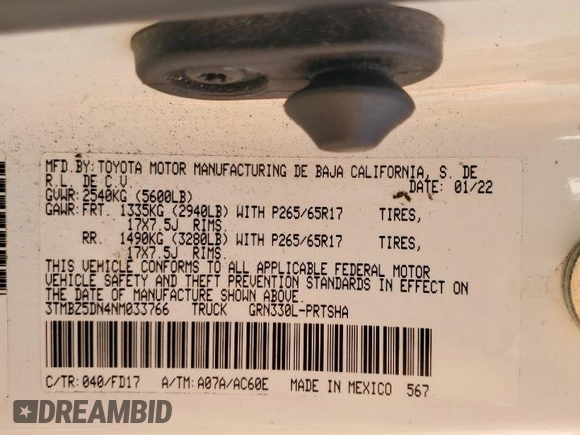 MFD.BY:TOYOTA MOTOR MANUFACTURING DE BAJA CALIFORNIA, S. DE
R.L. DE C.V.
DATE: 01/22
GVWR:2540KG (5600LB)
GAWR:FRT. 1335KG (2940LB) WITH P265/65R17 TIRES,
17X7.5J RIMS
RR. 1490KG (3280LB) WITH P265/65R17 TIRES,
17X7.5J RIMS
THIS VEHICLE CONFORMS TO ALL APPLICABLE FEDERAL MOTOR
VEHICLE SAFETY AND THEFT PREVENTION STANDARDS IN EFFECT ON
THE DATE OF MANUFACTURE SHOWN ABOVE.
3TMBZ5DN4NM033766 TRUCK GRN330L-PRTSHA
C/TR:040/FD17 A/TM:A07A/AC60E MADE IN MEXICO 567
DREAMBID